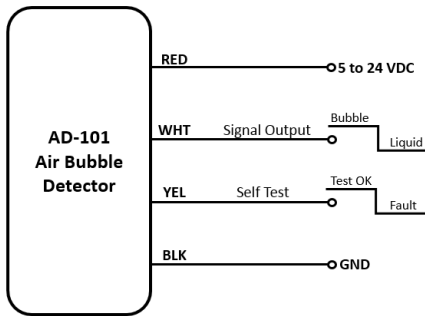 AD-101
Air Bubble
Detector
RED
5 to 24 VDC
WHT
Signal Output
Bubble
Liquid
YEL
Self Test
Test OK
Fault
BLK
GND